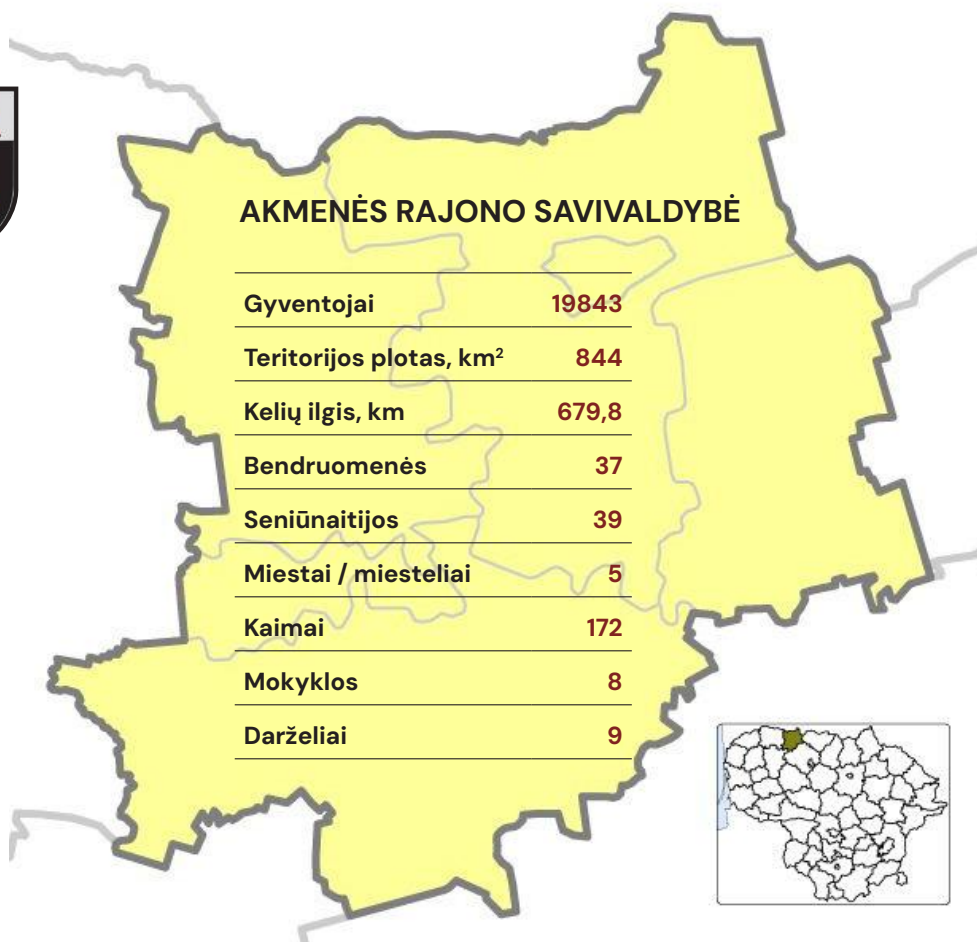 AKMENĖS RAJONO SAVIVALDYBĖ
Gyventojai 19843
Teritorijos plotas, km² 844
Kelių ilgis, km 679,8
Bendruomenės 37
Seniūnaitijos 39
Miestai / miesteliai 5
Kaimai 172
Mokyklos 8
Darželiai 9